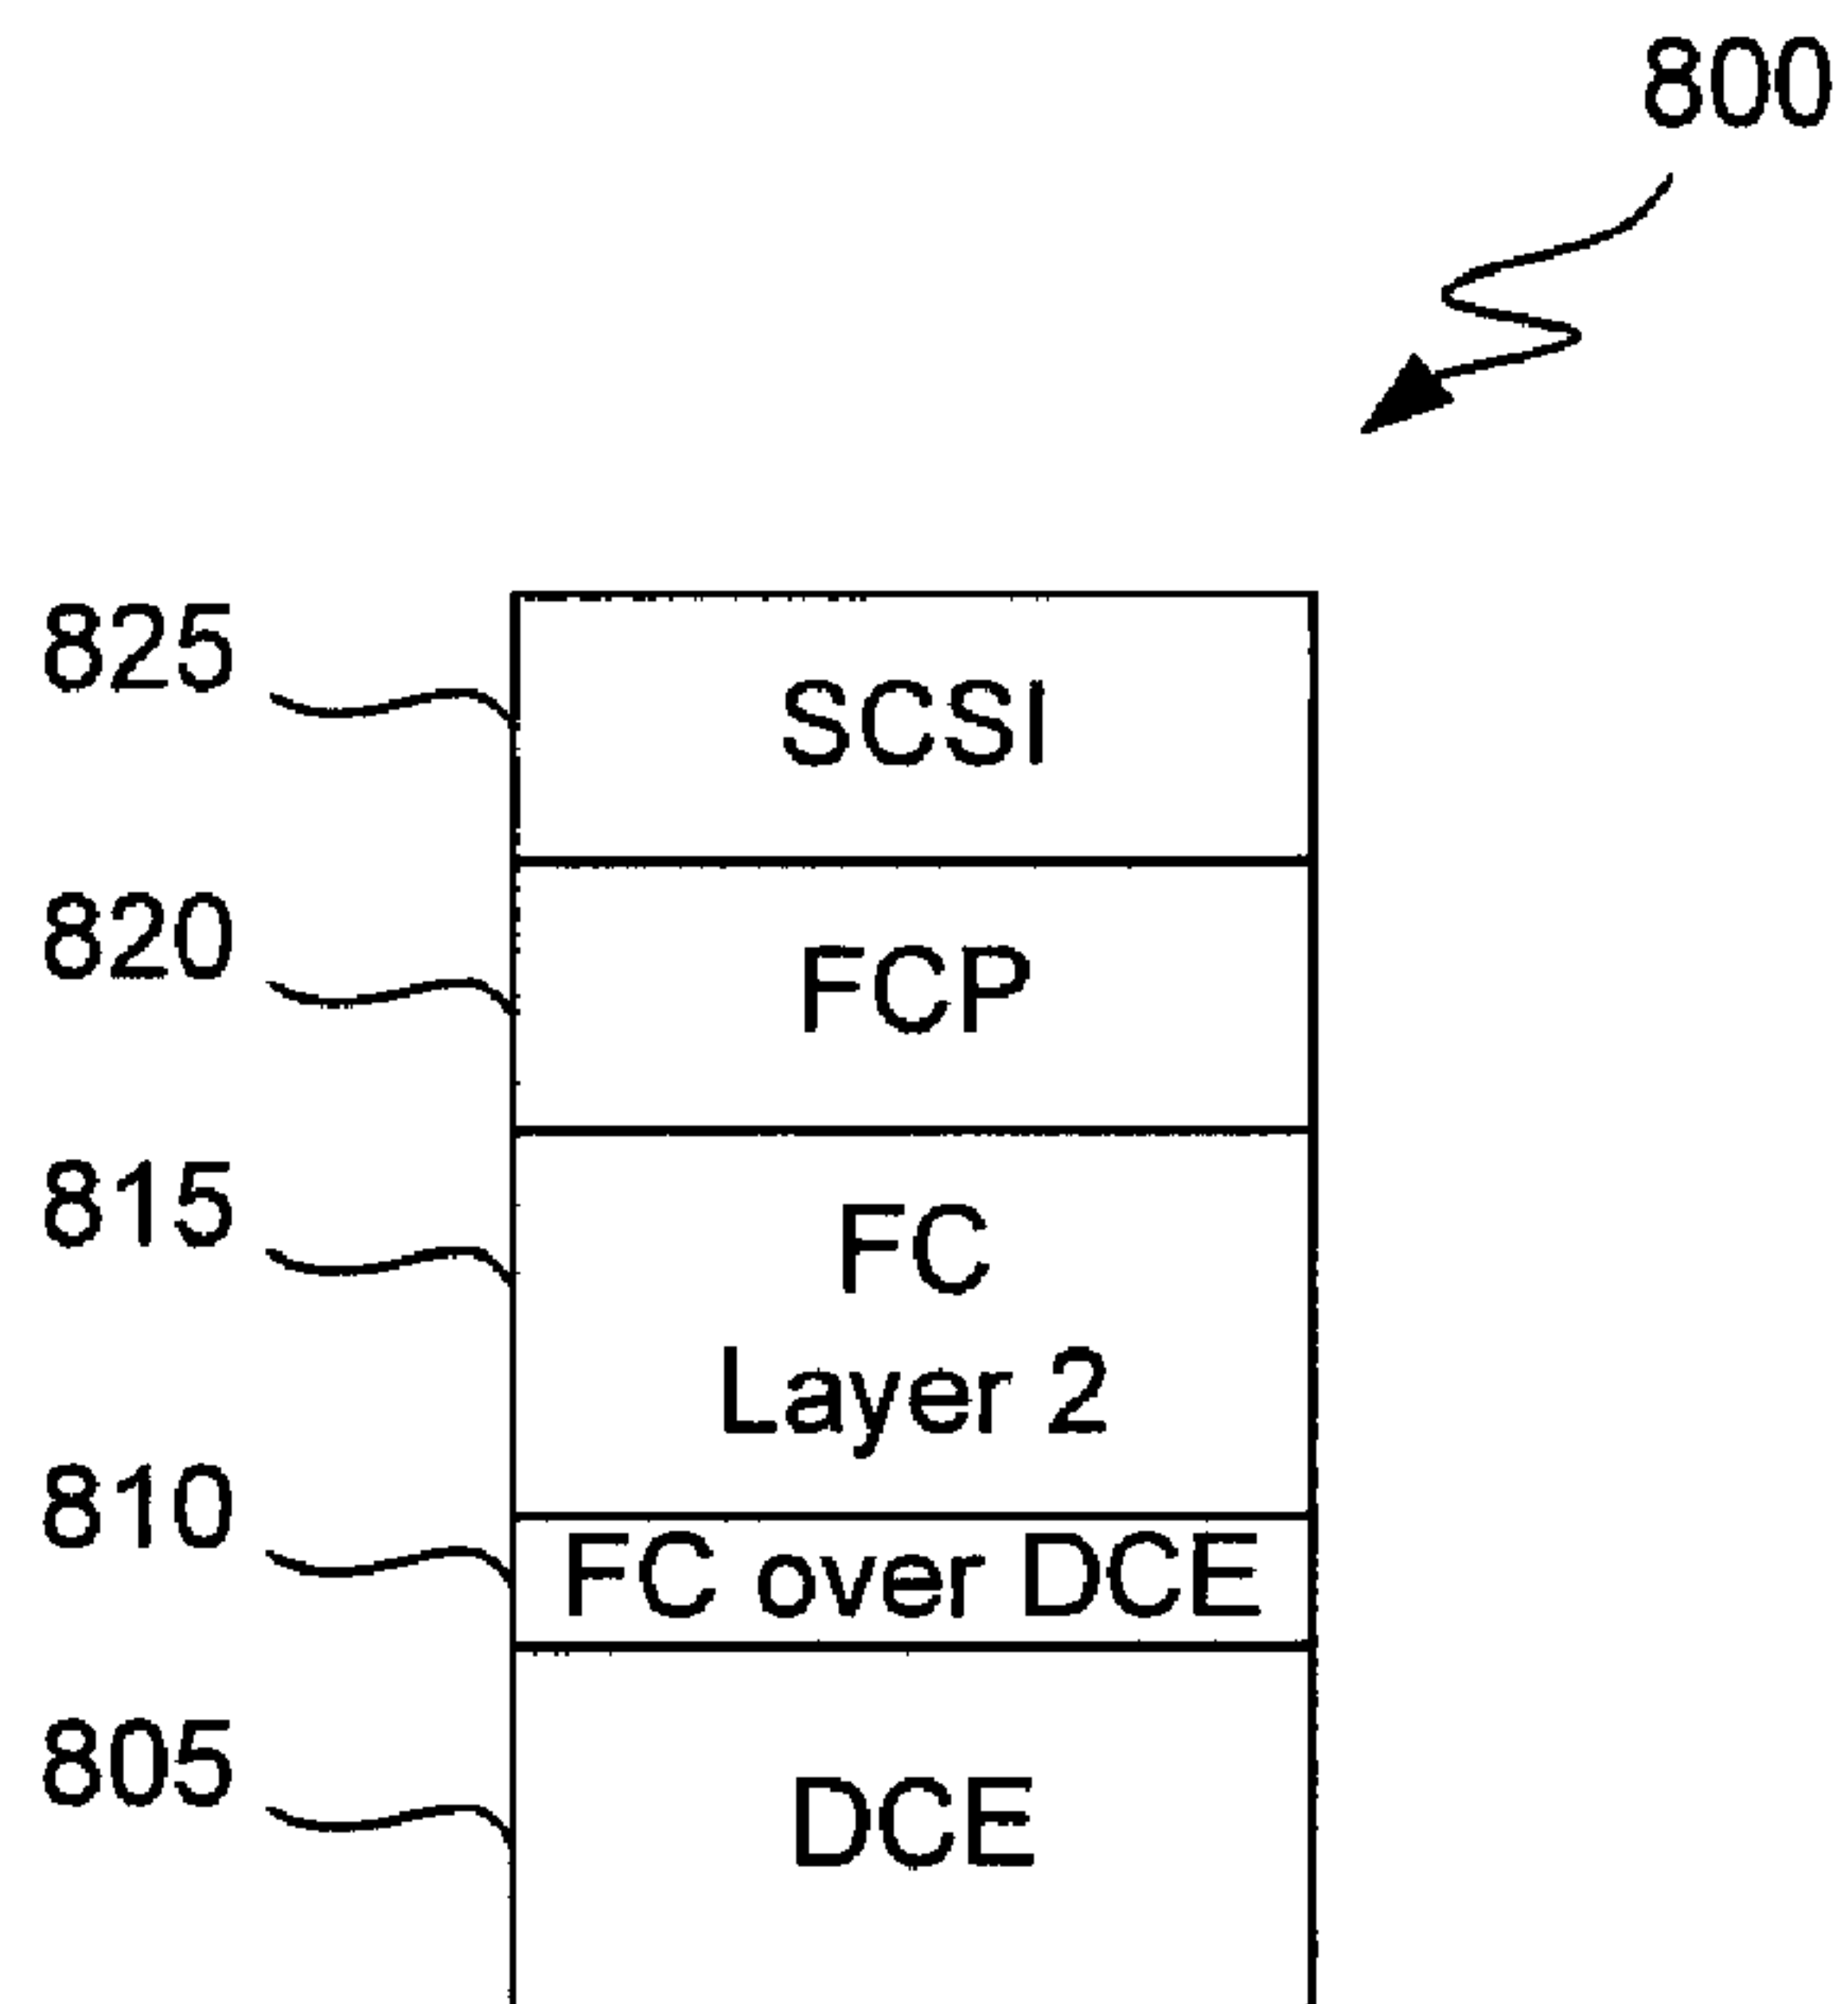 800
825
SCSI
820
FCP
815
FC
Layer 2
810
FC over DCE
805
DCE